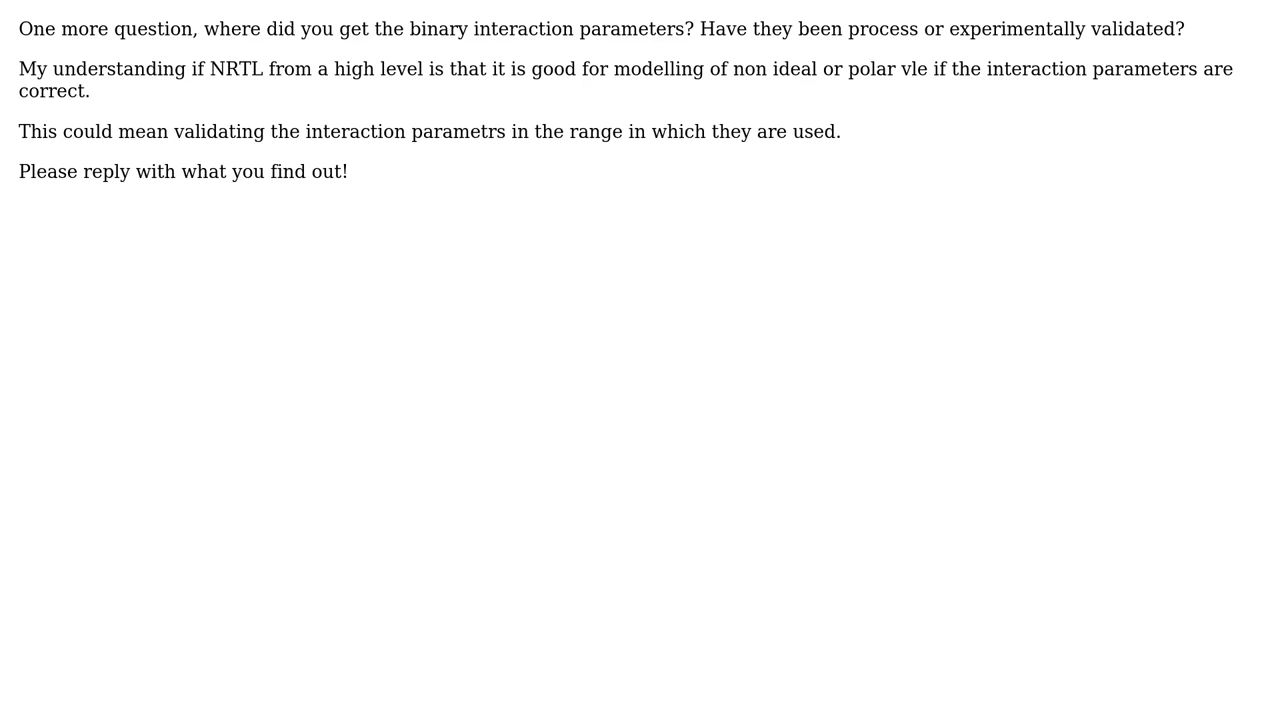 One more question, where did you get the binary interaction parameters? Have they been process or experimentally validated?
My understanding if NRTL from a high level is that it is good for modelling of non ideal or polar vle if the interaction parameters are
correct.
This could mean validating the interaction parametrs in the range in which they are used.
Please reply with what you find out!